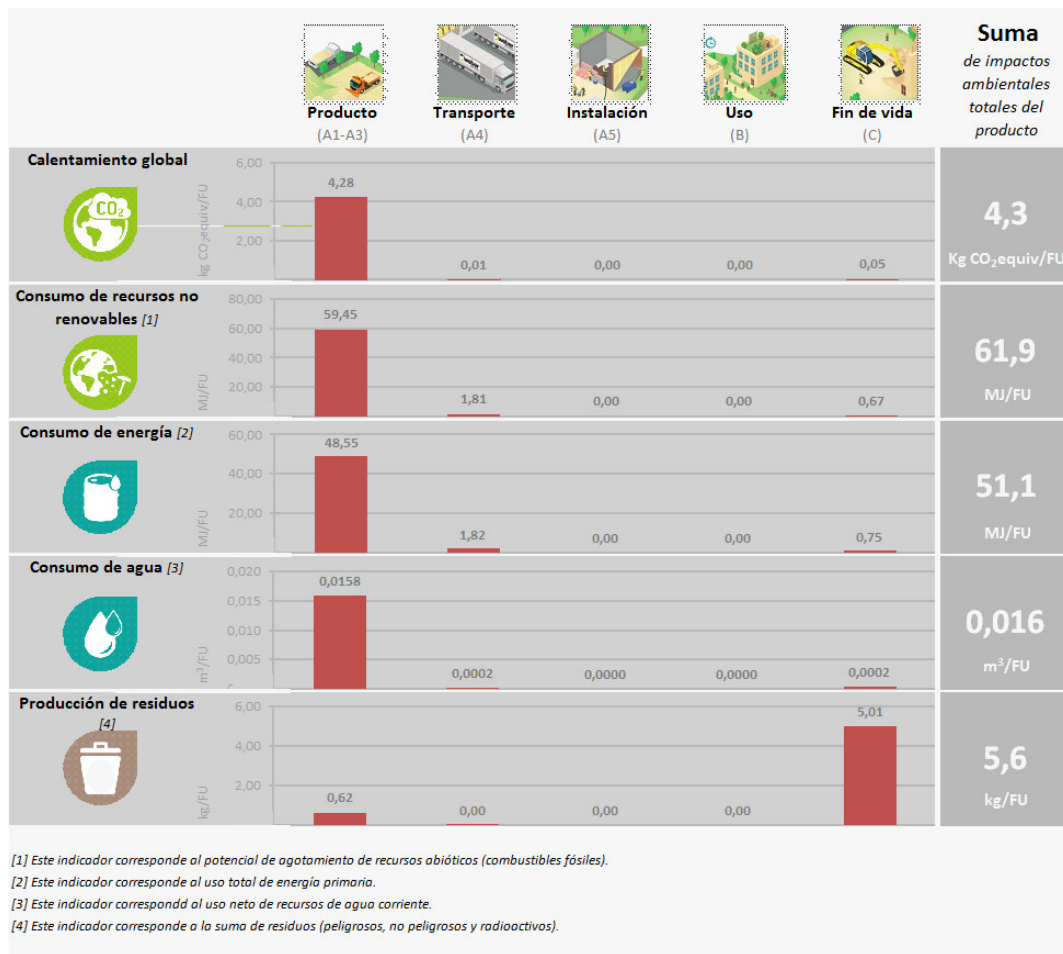 Suma
de impactos
ambientales
totales del
producto
Producto
(A1-A3)
Transporte
(A4)
Instalación
(A5)
Uso
(B)
Fin de vida
(C)
Calentamiento global
CO₂
kg CO₂equiv/FU
6,00
4,00
2,00
4,28
0,01
0,00
0,00
0,05
4,3
Kg CO₂equiv/FU
Consumo de recursos no
renovables [1]
MJ/FU
80,00
60,00
40,00
20,00
59,45
1,81
0,00
0,00
0,67
61,9
MJ/FU
Consumo de energía [2]
MJ/FU
60,00
40,00
20,00
48,55
1,82
0,00
0,00
0,75
51,1
MJ/FU
Consumo de agua [3]
m³/FU
0,020
0,015
0,010
0,005
0,0158
0,0002
0,0000
0,0000
0,0002
0,016
m³/FU
Producción de residuos
[4]
kg/FU
6,00
4,00
2,00
0,62
0,00
0,00
0,00
5,01
5,6
kg/FU
[1] Este indicador corresponde al potencial de agotamiento de recursos abióticos (combustibles fósiles).
[2] Este indicador corresponde al uso total de energía primaria.
[3] Este indicador correspondd al uso neto de recursos de agua corriente.
[4] Este indicador corresponde a la suma de residuos (peligrosos, no peligrosos y radioactivos).